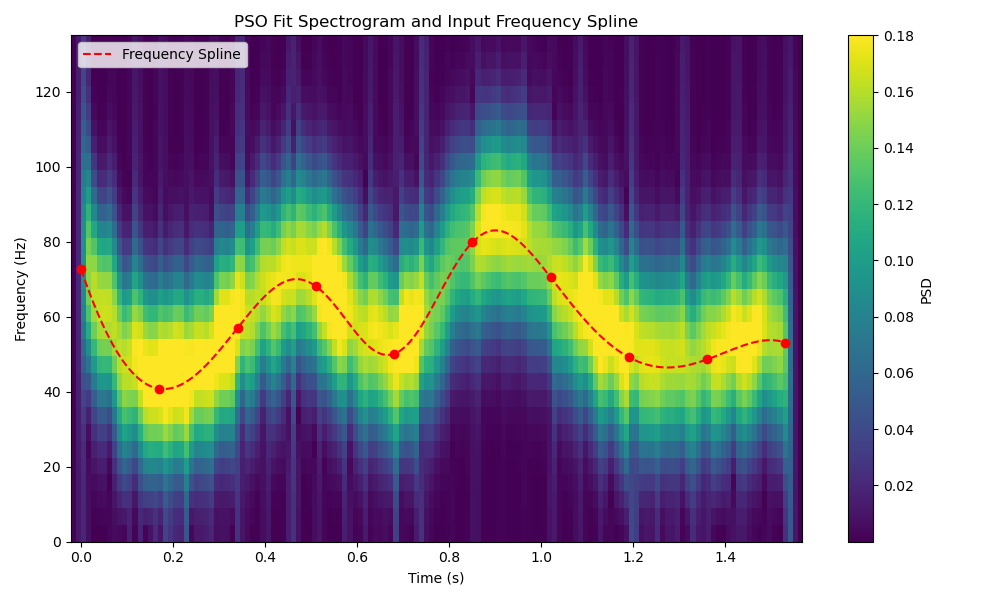 PSO Fit Spectrogram and Input Frequency Spline
Frequency Spline
Frequency (Hz)
120
100
80
60
40
20
0
0.0 0.2 0.4 0.6 0.8 1.0 1.2 1.4
Time (s)
0.18
0.16
0.14
0.12
0.10
0.08
0.06
0.04
0.02
PSD